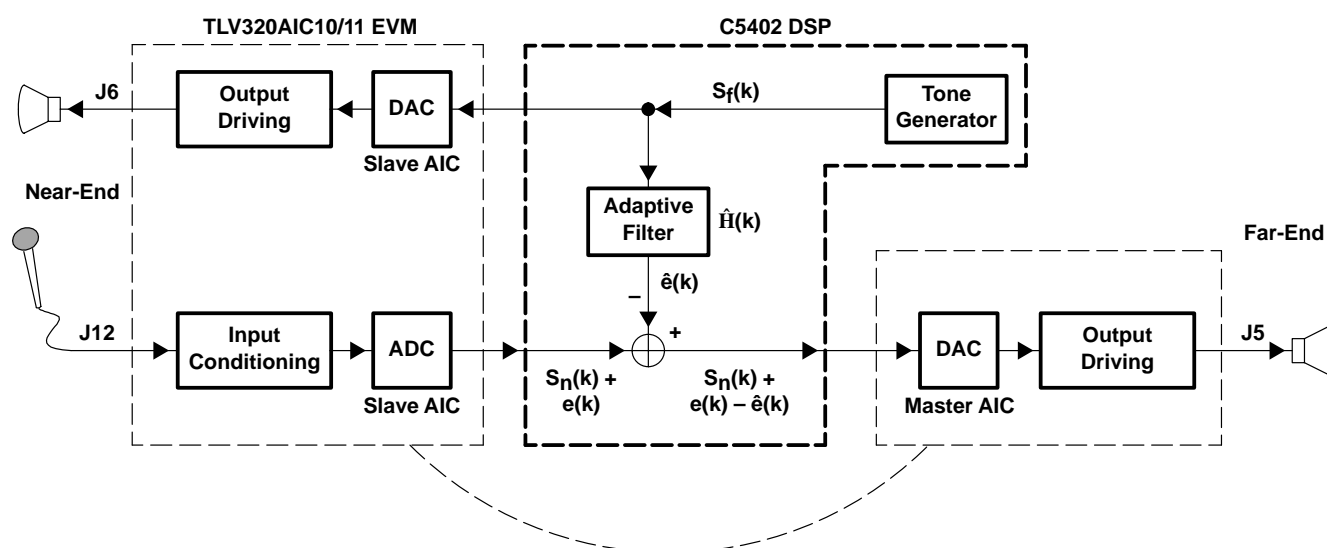 TLV320AIC10/11 EVM
C5402 DSP
J6
Output
Driving
DAC
Slave AIC
Sf(k)
Tone
Generator
Near-End
Adaptive
Filter
Ĥ(k)
Far-End
ê(k)
–
+
J12
Input
Conditioning
ADC
Slave AIC
Sn(k) +
e(k)
Sn(k) +
e(k) – ê(k)
DAC
Master AIC
Output
Driving
J5